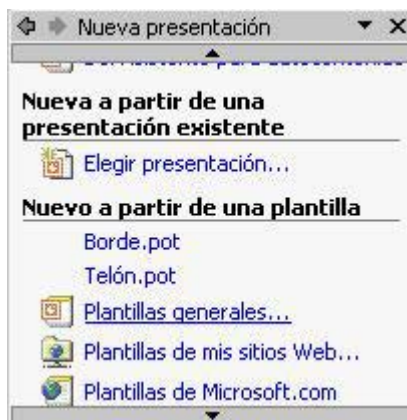 Nueva presentación
Nueva a partir de una
presentación existente
Elegir presentación...
Nuevo a partir de una plantilla
Borde.pot
Telón.pot
Plantillas generales...
Plantillas de mis sitios Web...
Plantillas de Microsoft.com